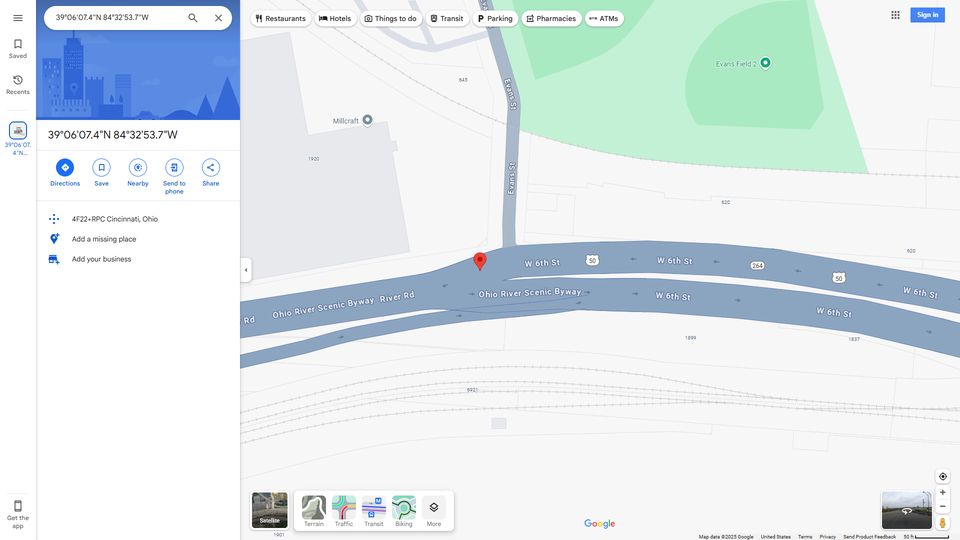 39°06'07.4"N 84°32'53.7"W
Restaurants
Hotels
Things to do
Transit
Parking
Pharmacies
ATMs
Sign in
Saved
Recents
39°06'07.
4"N...
39°06'07.4"N 84°32'53.7"W
Directions
Save
Nearby
Send to
phone
Share
4F22+RPC Cincinnati, Ohio
Add a missing place
Add your business
Get the
app
645
Evans St
Evans Field 2
Millcraft
1920
Evans St
620
620
W 6th St
50
W 6th St
264
50
W 6th St
Ohio River Scenic Byway
W 6th St
W 6th St
Rd
Ohio River Scenic Byway
River Rd
1899
1837
6921
Satellite
Terrain
Traffic
Transit
Biking
More
1901
Google
Map data ©2025 Google
United States
Terms
Privacy
Send Product Feedback
50 ft